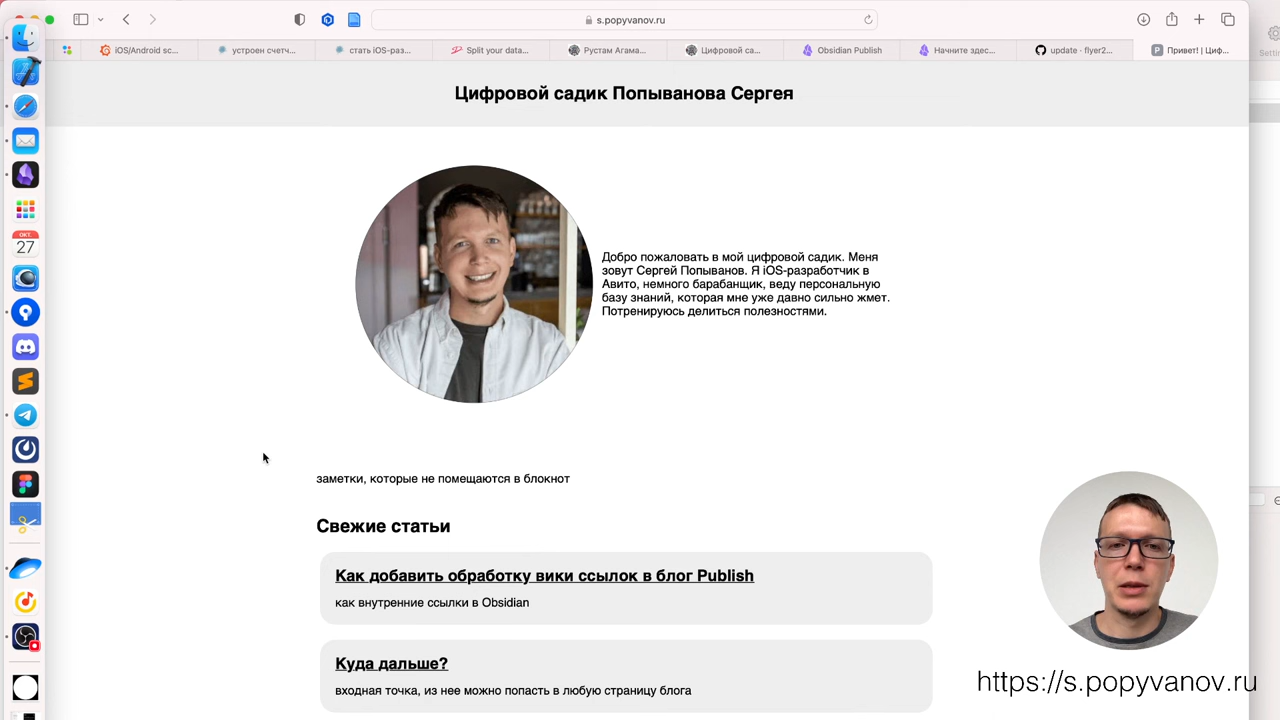 s.popyvanov.ru
iOS/Android sc...
устроен счетч...
стать iOS-раз...
Split your data...
Рустам Агама...
Цифровой са...
Obsidian Publish
Начните здес...
update · flyer2...
Привет! | Циф...
Цифровой садик Попыванова Сергея
Добро пожаловать в мой цифровой садик. Меня
зовут Сергей Попыванов. Я iOS-разработчик в
Авито, немного барабанщик, веду персональную
базу знаний, которая мне уже давно сильно жмет.
Потренируюсь делиться полезностями.
заметки, которые не помещаются в блокнот
Свежие статьи
Как добавить обработку вики ссылок в блог Publish
как внутренние ссылки в Obsidian
Куда дальше?
входная точка, из нее можно попасть в любую страницу блога
ОКТ.
27
https://s.popyvanov.ru